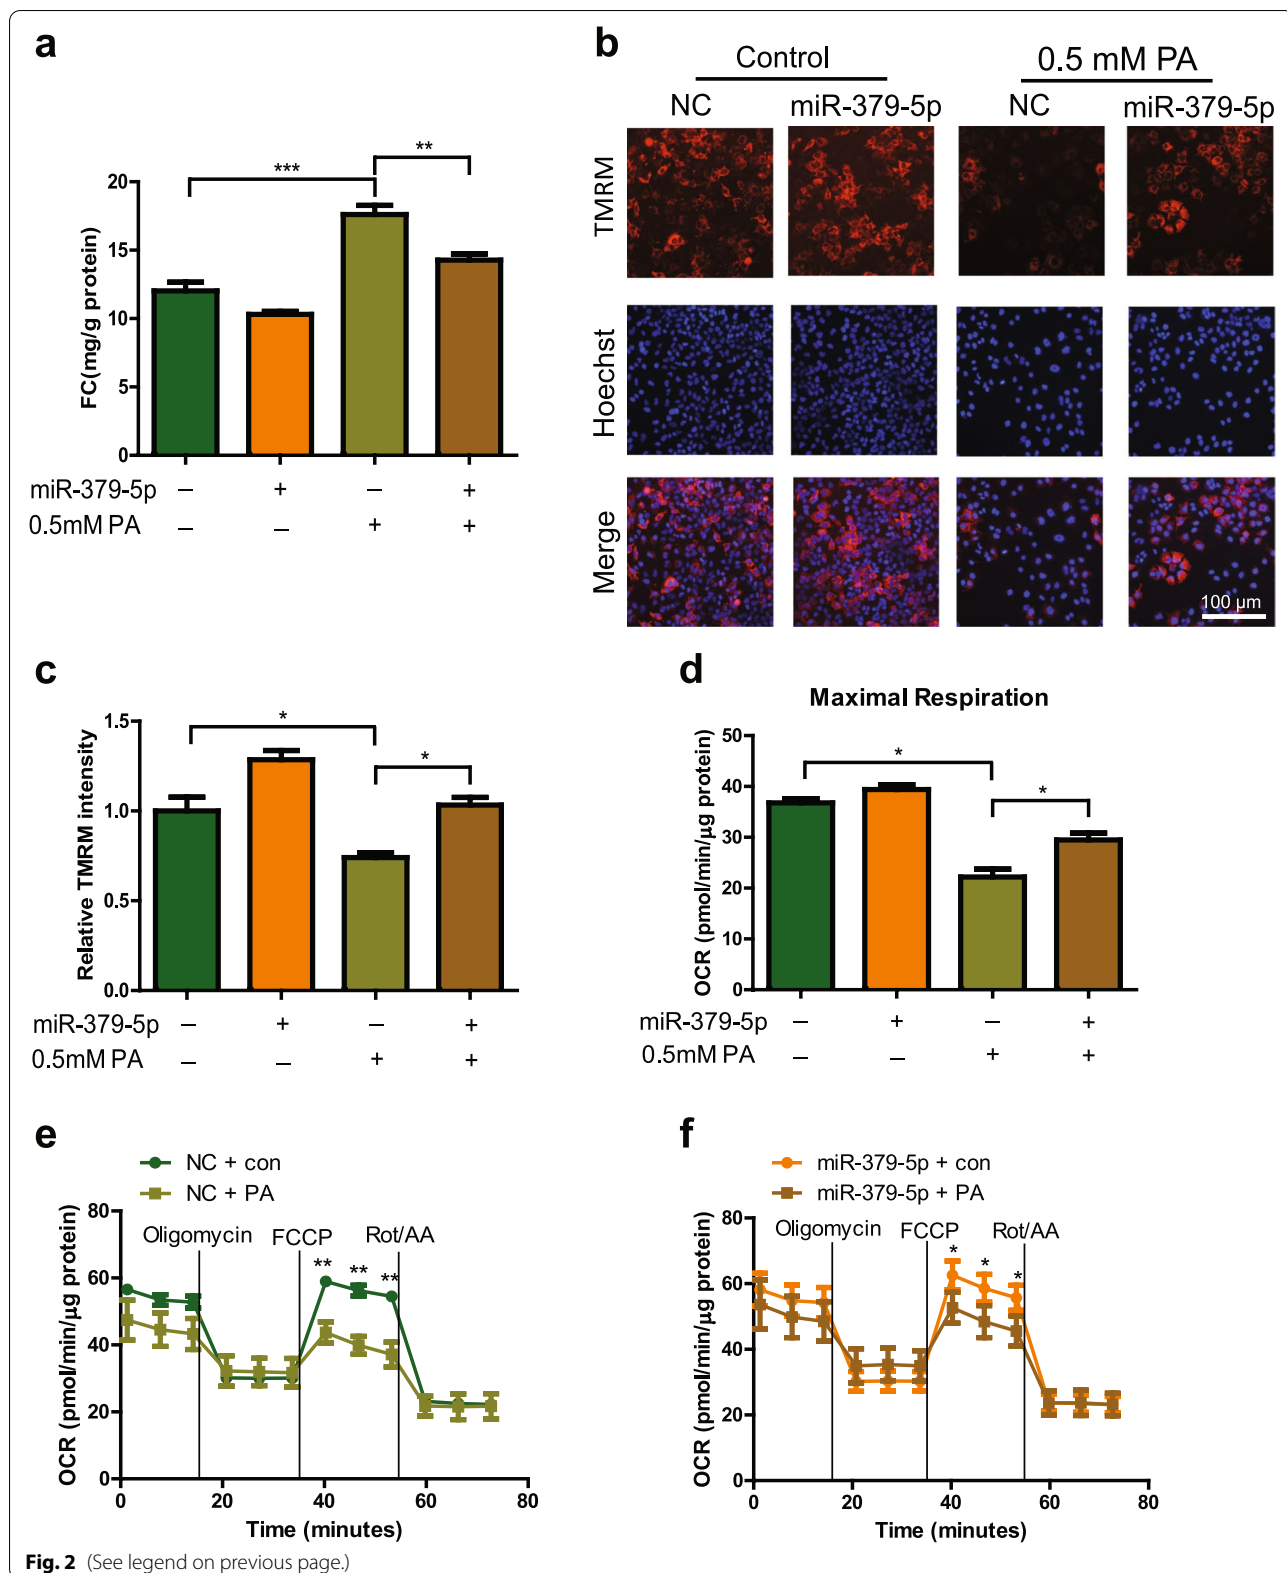 a
***
**
20
15
10
5
0
FC(mg/g protein)
miR-379-5p – + – +
0.5mM PA – – + +
b
Control 0.5 mM PA
NC miR-379-5p NC miR-379-5p
TMRM
Hoechst
Merge
100 µm
c
*
*
1.5
1.0
0.5
0.0
Relative TMRM intensity
miR-379-5p – + – +
0.5mM PA – – + +
d
Maximal Respiration
*
*
50
40
30
20
10
0
OCR (pmol/min/µg protein)
miR-379-5p – + – +
0.5mM PA – – + +
e
NC + con
NC + PA
Oligomycin FCCP Rot/AA
** ** **
80
60
40
20
0
OCR (pmol/min/µg protein)
0 20 40 60 80
Time (minutes)
f
miR-379-5p + con
miR-379-5p + PA
Oligomycin FCCP Rot/AA
* * *
80
60
40
20
0
OCR (pmol/min/µg protein)
0 20 40 60 80
Time (minutes)
Fig. 2 (See legend on previous page.)